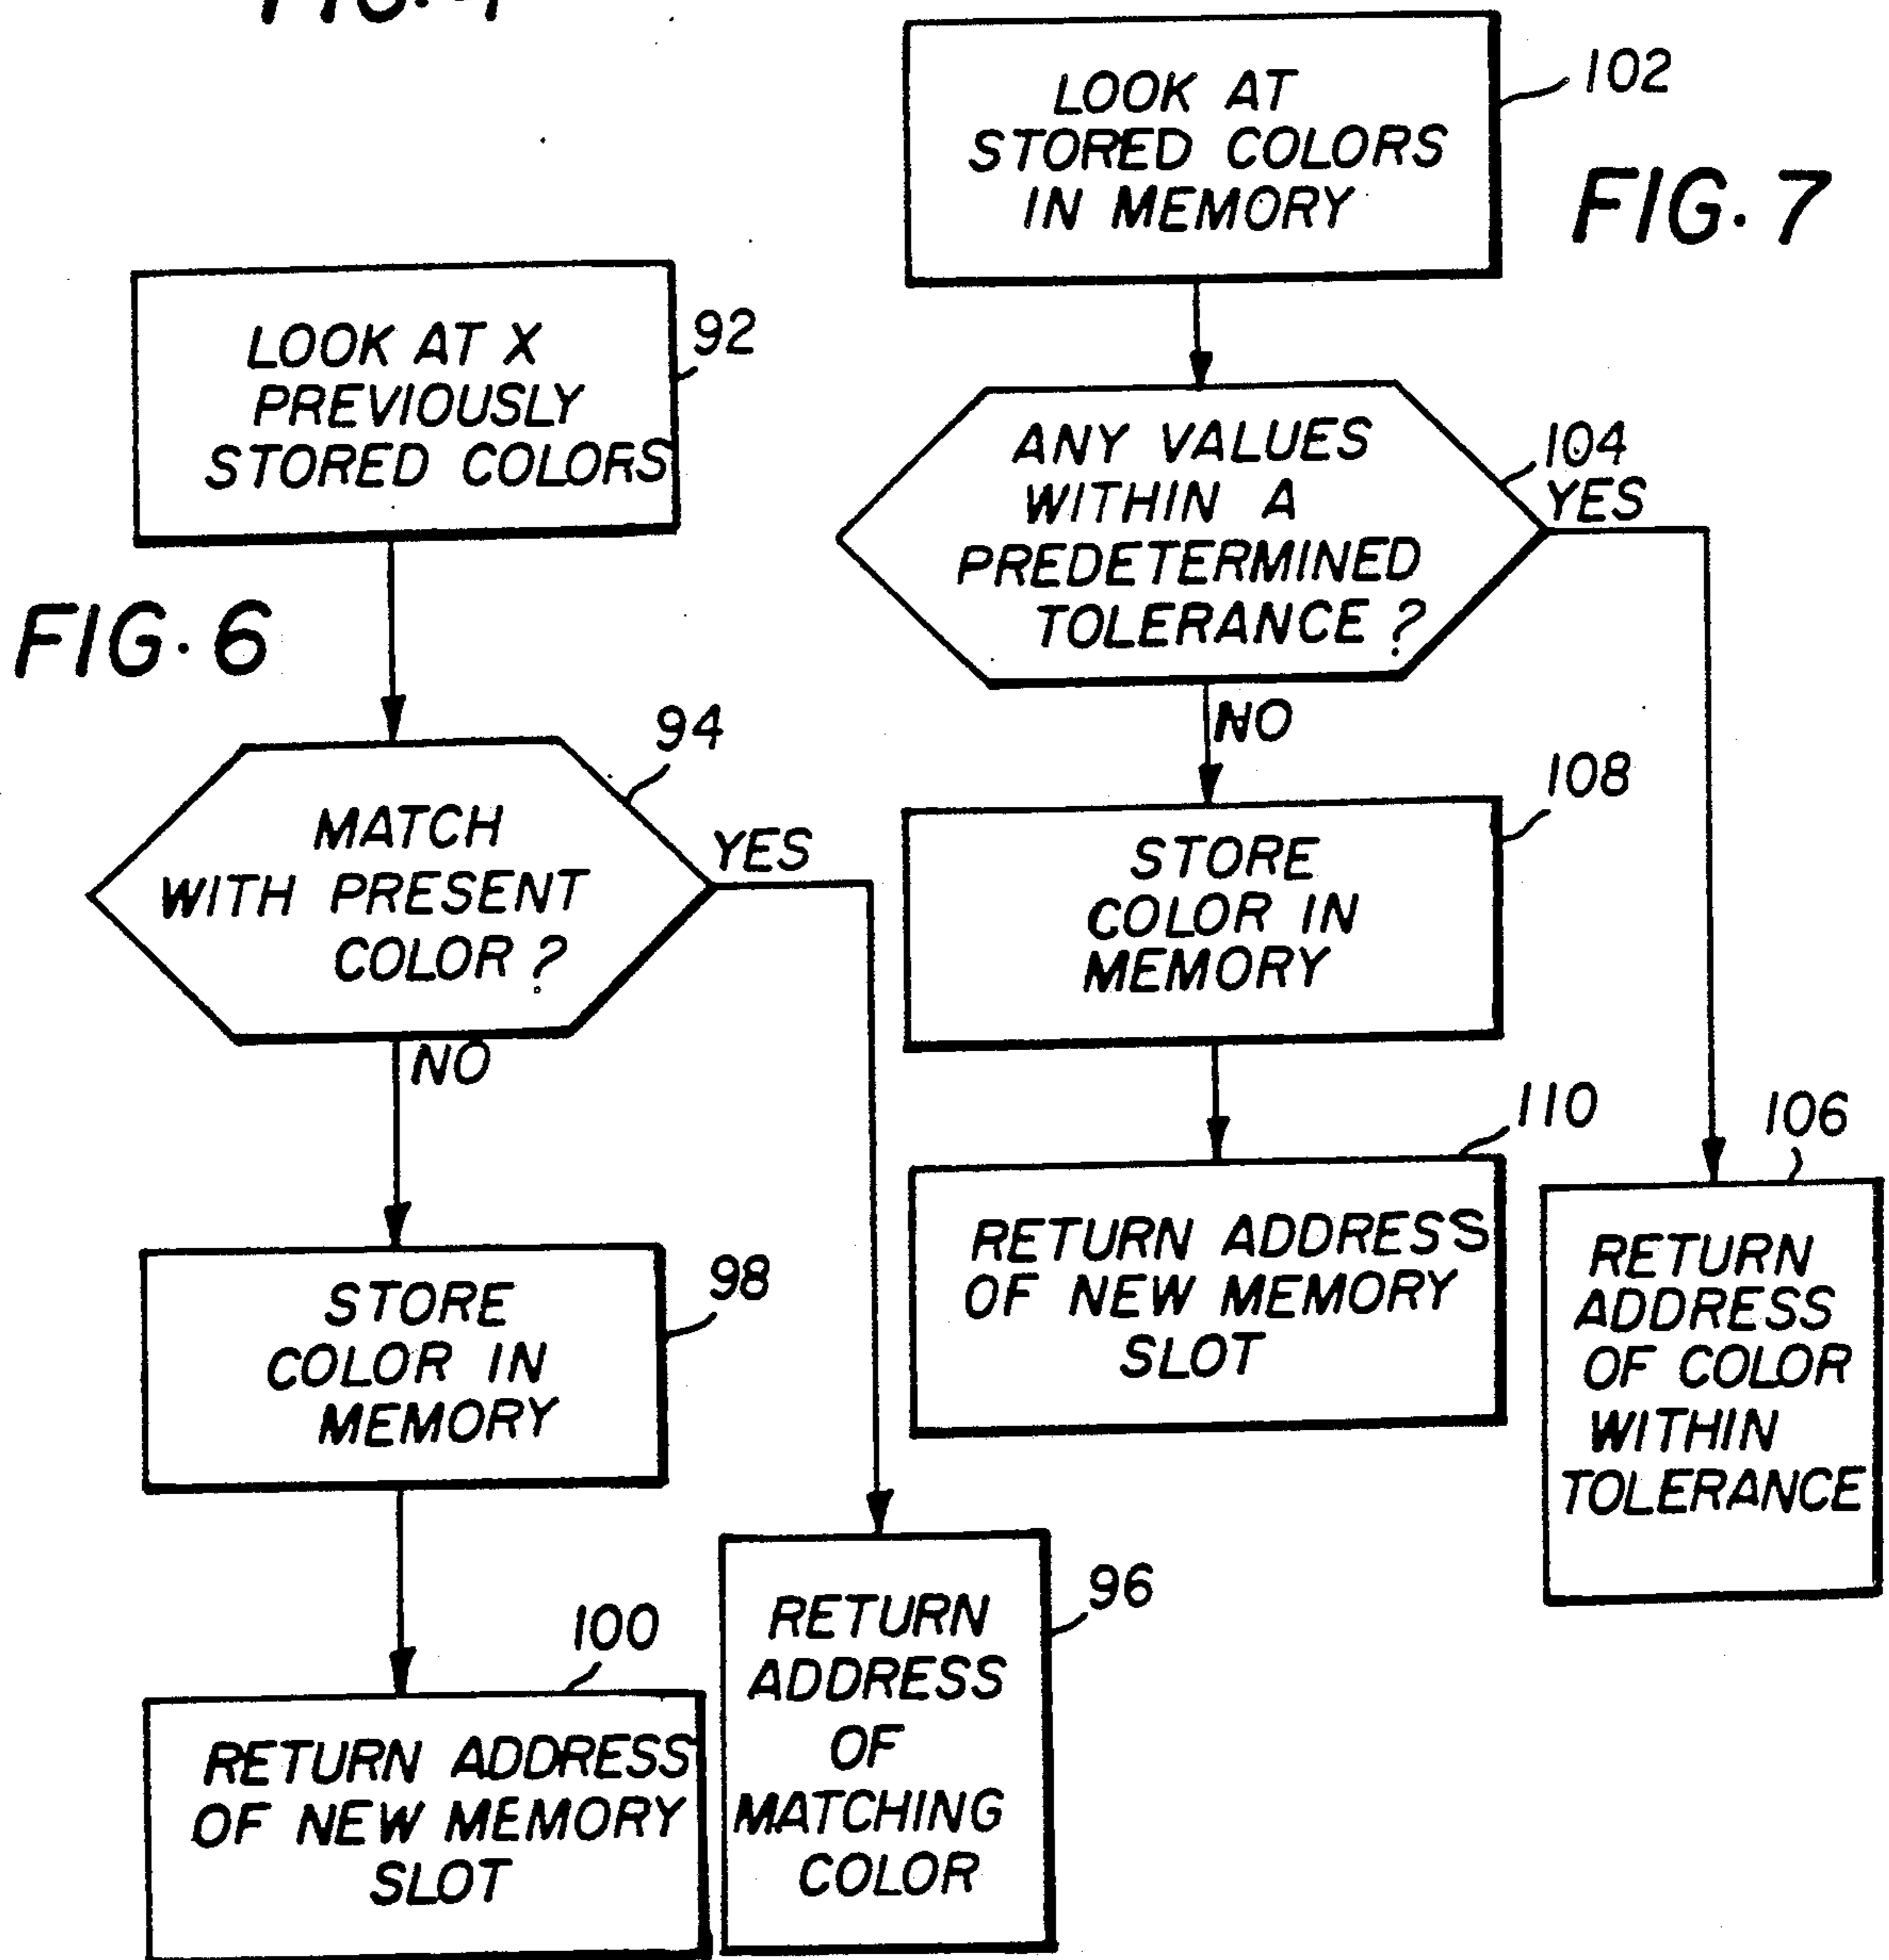 FIG. 6
LOOK AT X
PREVIOUSLY
STORED COLORS
92
MATCH
WITH PRESENT
COLOR?
94
YES
NO
STORE
COLOR IN
MEMORY
98
RETURN ADDRESS
OF NEW MEMORY
SLOT
100
RETURN
ADDRESS
OF
MATCHING
COLOR
96
FIG. 7
LOOK AT
STORED COLORS
IN MEMORY
102
ANY VALUES
WITHIN A
PREDETERMINED
TOLERANCE?
104
YES
NO
STORE
COLOR IN
MEMORY
108
RETURN ADDRESS
OF NEW MEMORY
SLOT
110
RETURN
ADDRESS
OF COLOR
WITHIN
TOLERANCE
106